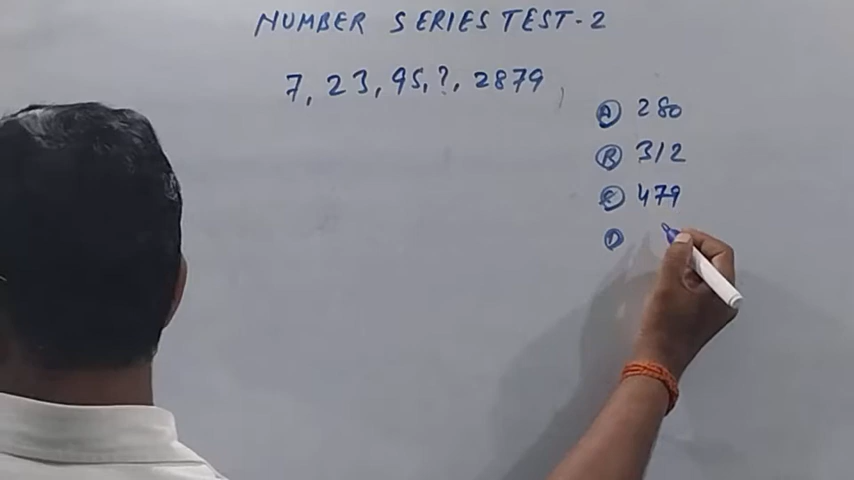 NUMBER SERIES TEST-2
7, 23, 95, ?, 2879
A 280
B 312
C 479
D